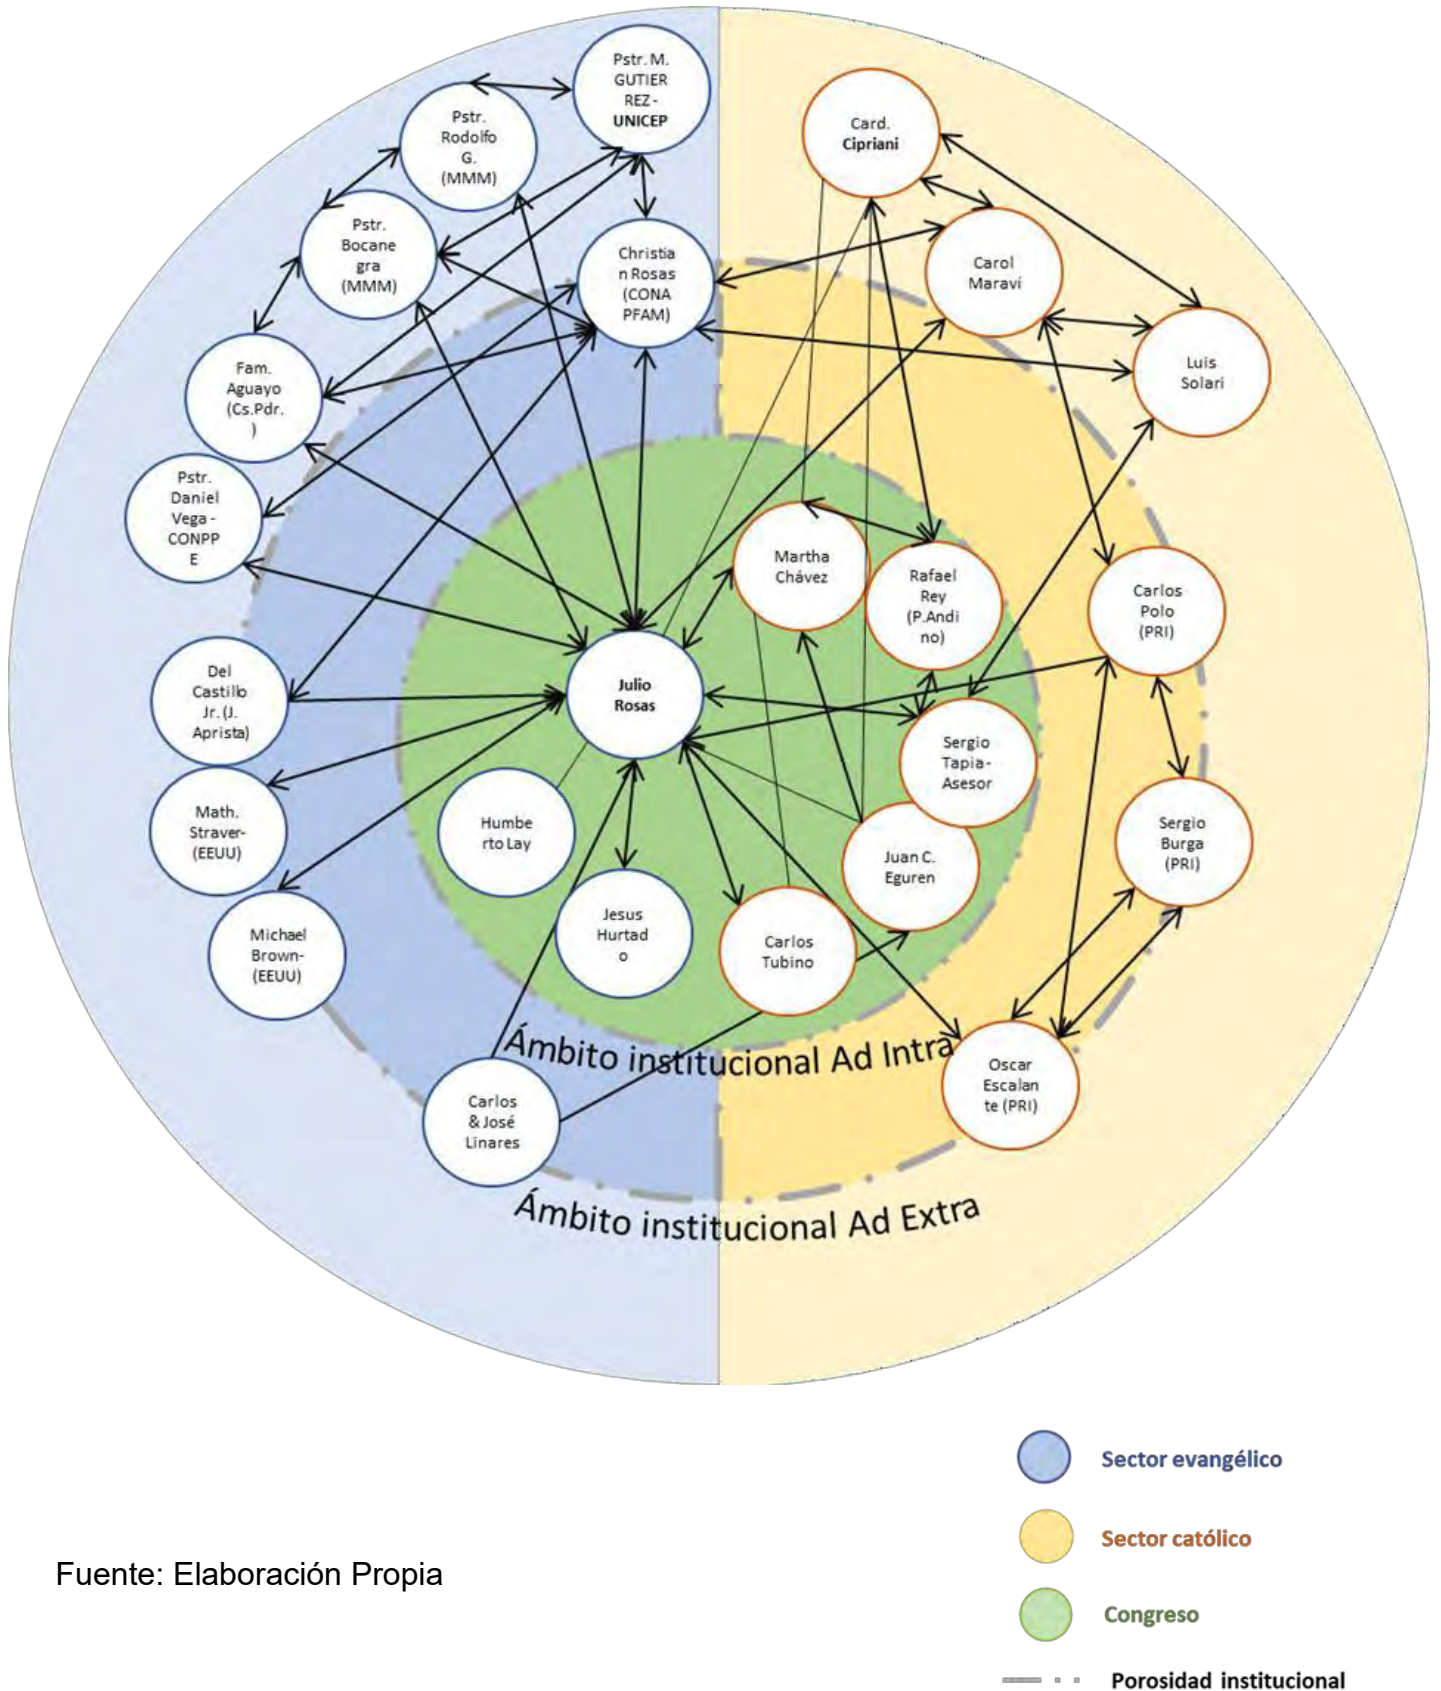 Pstr. M.
GUTIER
REZ -
UNICEP
Pstr.
Rodolfo
G.
(MMM)
Pstr.
Bocane
gra
(MMM)
Christia
n Rosas
(CONA
PFAM)
Fam.
Aguayo
(Cs.Pdr.
)
Pstr.
Daniel
Vega -
CONPP
E
Del
Castillo
Jr. (J.
Aprista)
Math.
Straver-
(EEUU)
Michael
Brown-
(EEUU)
Carlos
& José
Linares
Card.
Cipriani
Carol
Maraví
Luis
Solari
Martha
Chávez
Rafael
Rey
(P.Andi
no)
Carlos
Polo
(PRI)
Julio
Rosas
Sergio
Tapia-
Asesor
Humbe
rto Lay
Juan C.
Eguren
Sergio
Burga
(PRI)
Jesus
Hurtad
o
Carlos
Tubino
Oscar
Escalan
te (PRI)
Ámbito institucional Ad Intra
Ámbito institucional Ad Extra
Sector evangélico
Sector católico
Congreso
Porosidad institucional
Fuente: Elaboración Propia